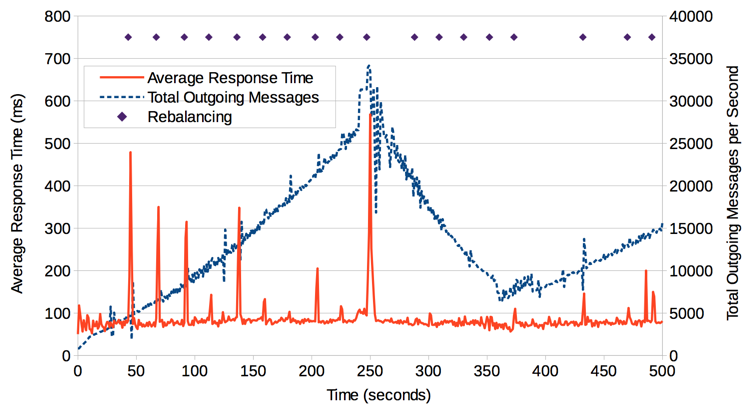 800
700
600
500
400
300
200
100
0
Average Response Time (ms)
Average Response Time
Total Outgoing Messages
Rebalancing
40000
35000
30000
25000
20000
15000
10000
5000
0
Total Outgoing Messages per Second
0 50 100 150 200 250 300 350 400 450 500
Time (seconds)